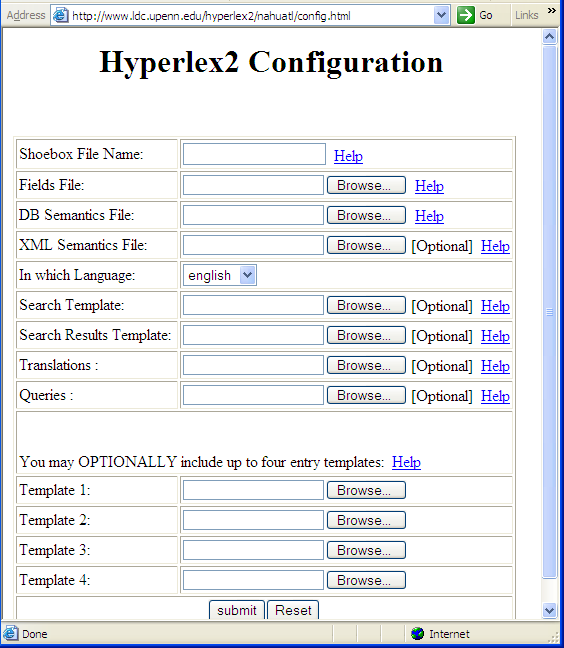 Address http://www.ldc.upenn.edu/hyperlex2/nahuatl/config.html Go Links »
Hyperlex2 Configuration
Shoebox File Name: Help
Fields File: Browse... Help
DB Semantics File: Browse... Help
XML Semantics File: Browse... [Optional] Help
In which Language: english
Search Template: Browse... [Optional] Help
Search Results Template: Browse... [Optional] Help
Translations : Browse... [Optional] Help
Queries : Browse... [Optional] Help
You may OPTIONALLY include up to four entry templates: Help
Template 1: Browse...
Template 2: Browse...
Template 3: Browse...
Template 4: Browse...
submit Reset
Done Internet